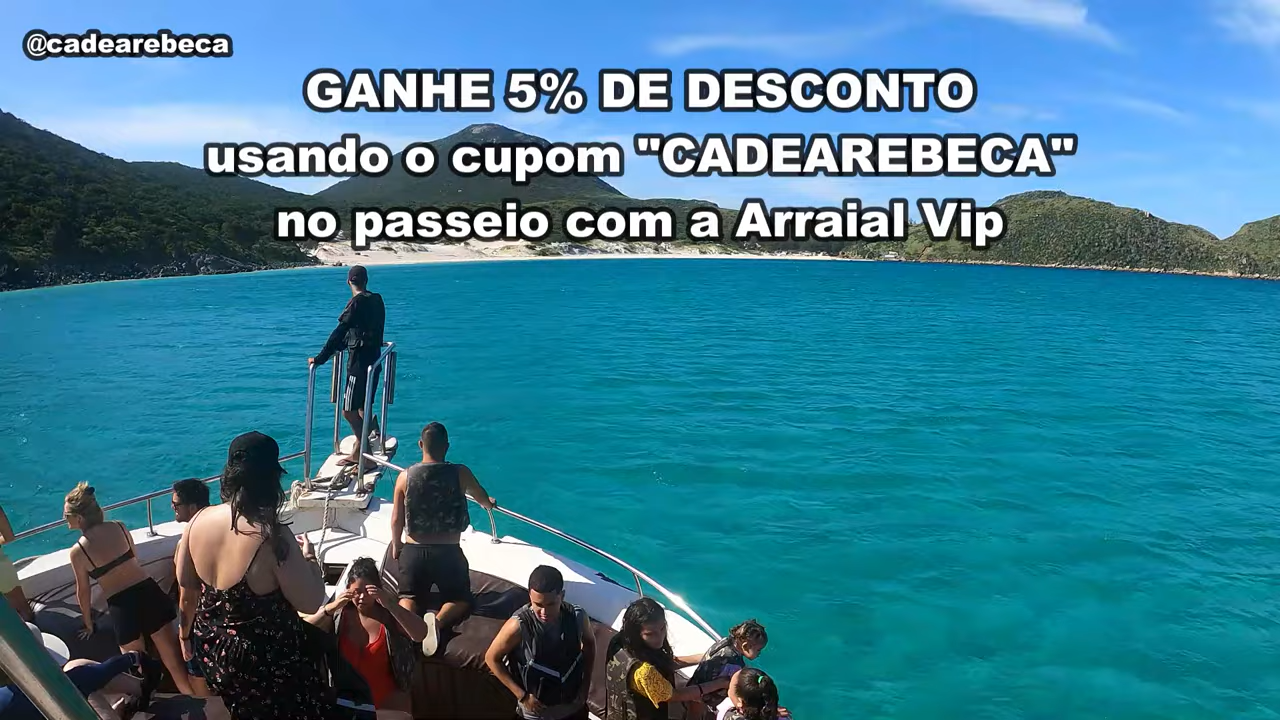 @cadearebeca
GANHE 5% DE DESCONTO
usando o cupom "CADEAREBECA"
no passeio com a Arraial Vip